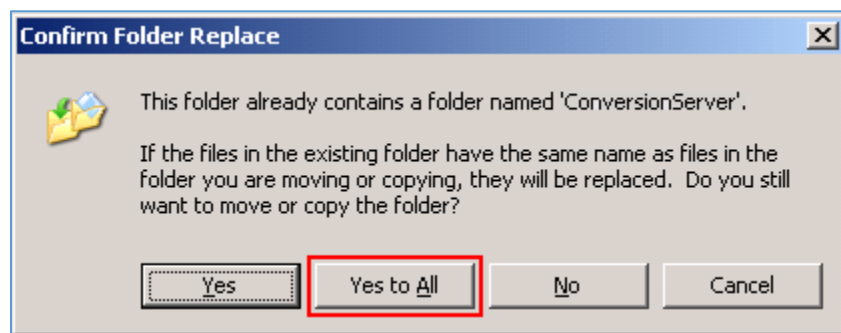 Confirm Folder Replace
This folder already contains a folder named 'ConversionServer'.
If the files in the existing folder have the same name as files in the
folder you are moving or copying, they will be replaced.  Do you still
want to move or copy the folder?
Yes
Yes to All
No
Cancel